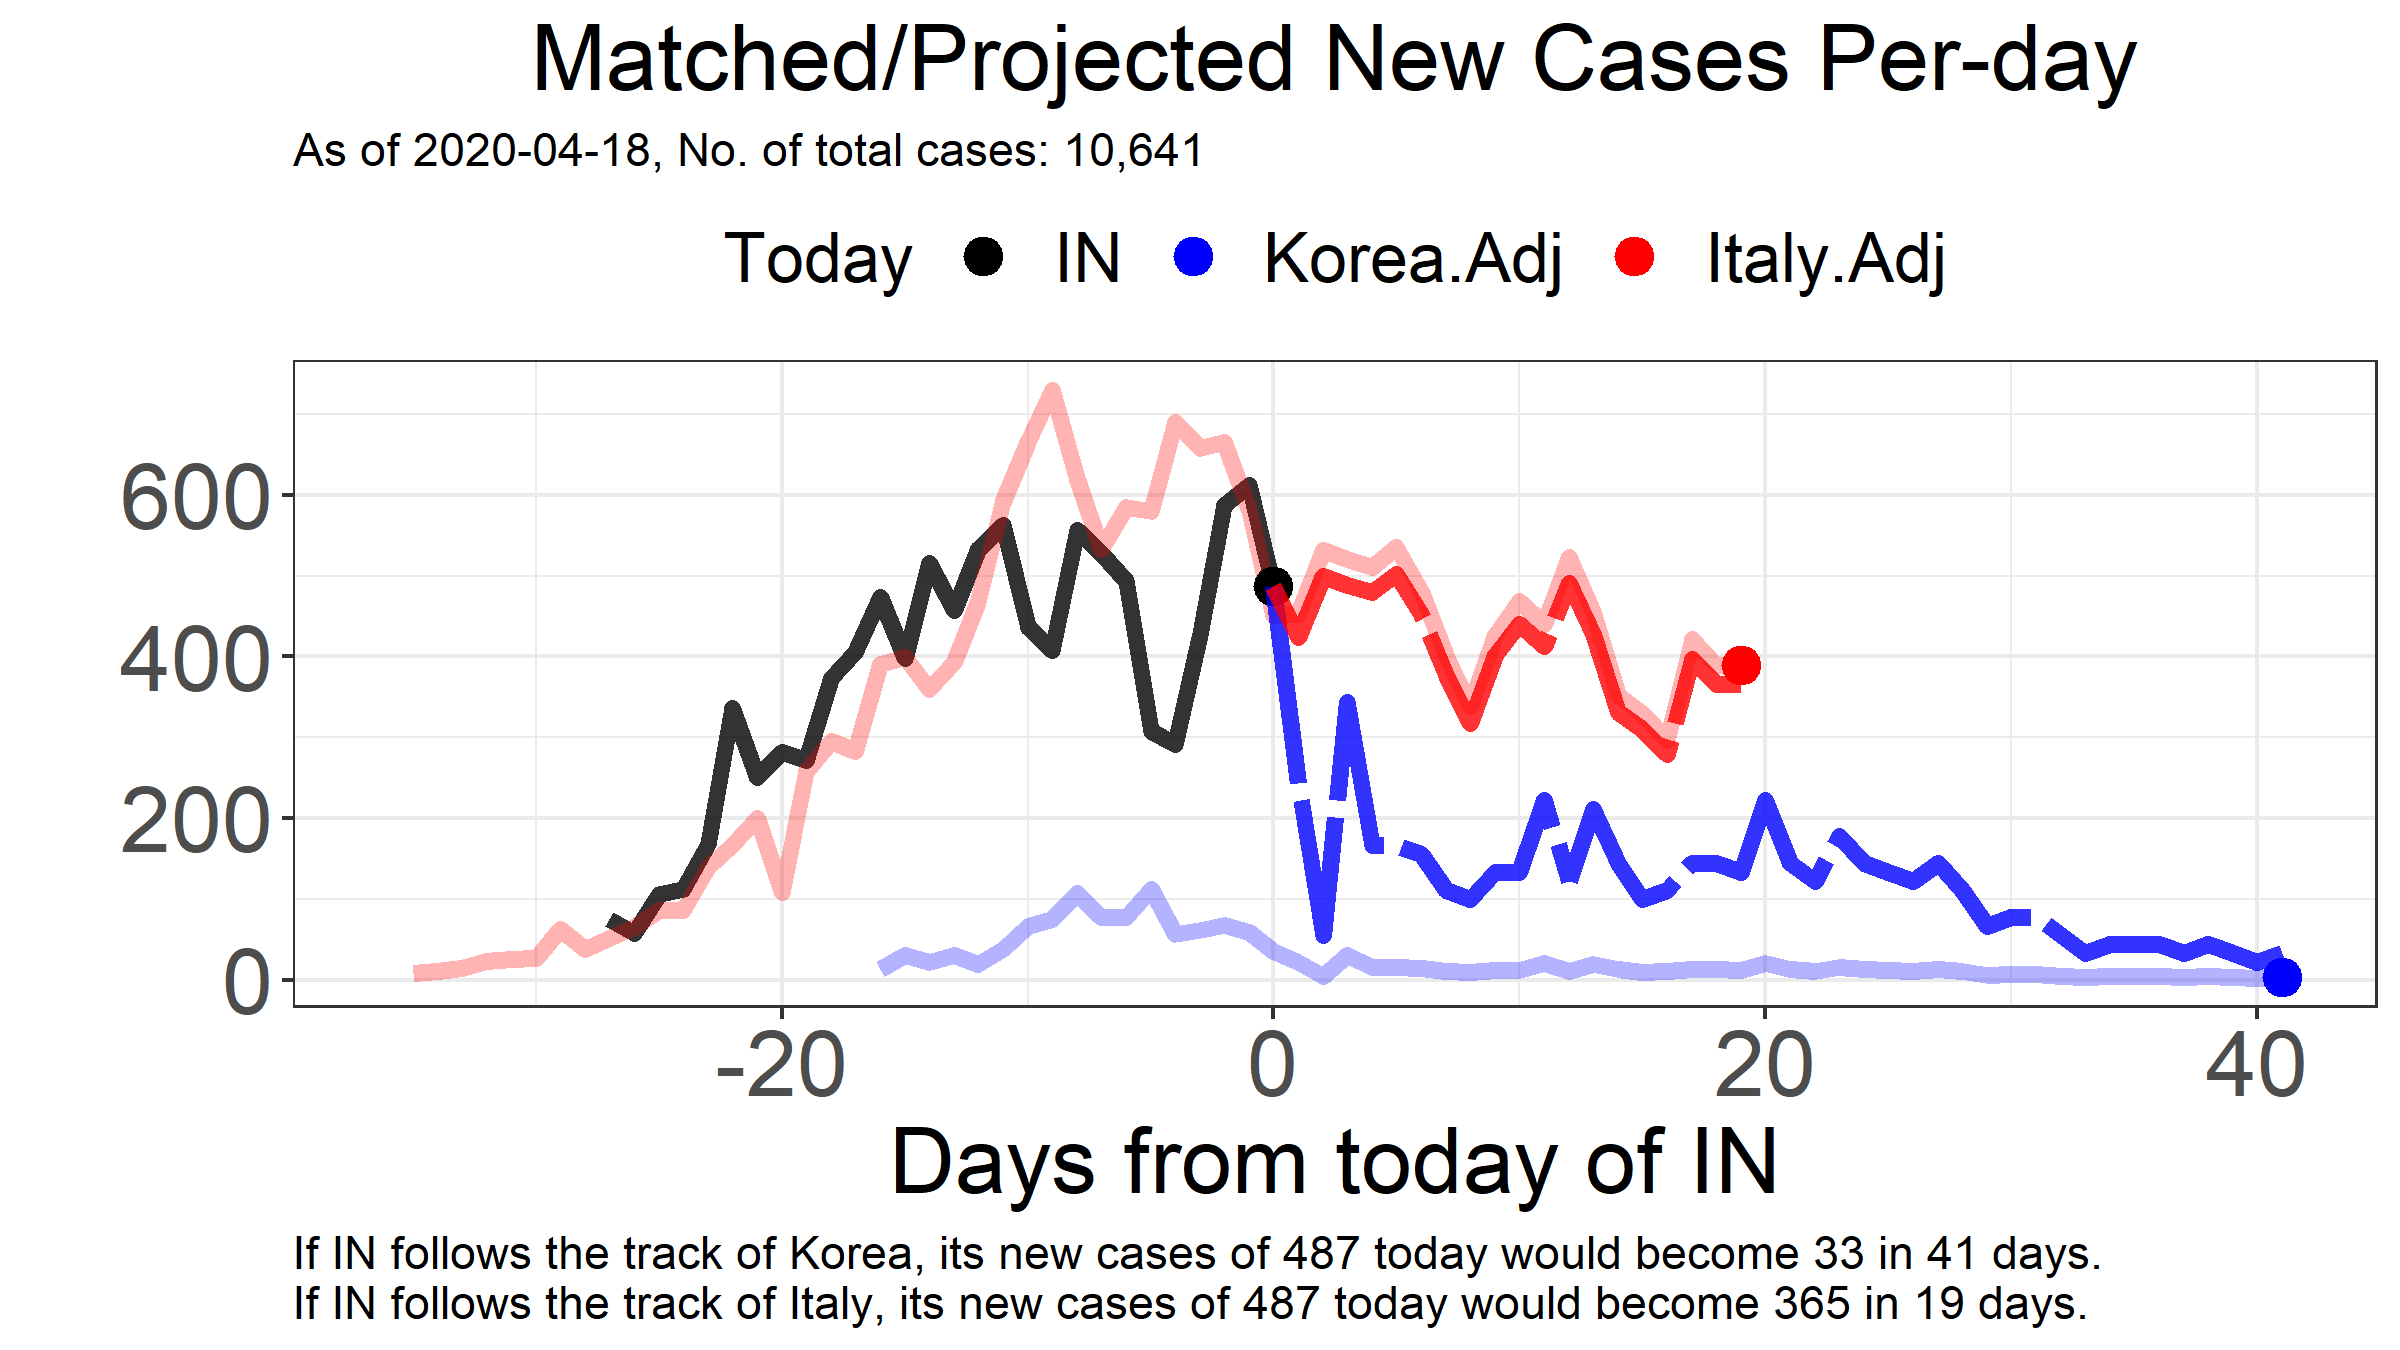 Matched/Projected New Cases Per-day
As of 2020-04-18, No. of total cases: 10,641
Today IN Korea.Adj Italy.Adj
600
400
200
0
-20 0 20 40
Days from today of IN
If IN follows the track of Korea, its new cases of 487 today would become 33 in 41 days.
If IN follows the track of Italy, its new cases of 487 today would become 365 in 19 days.